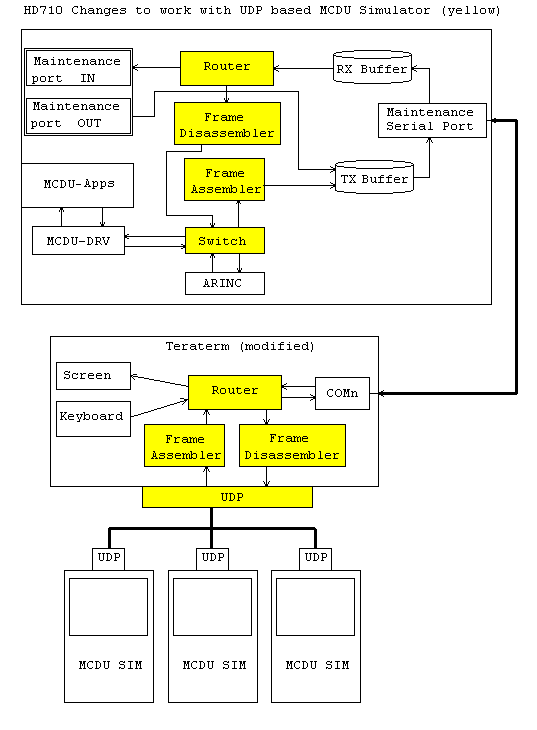 HD710 Changes to work with UDP based MCDU Simulator (yellow)
Maintenance
port IN
Router
RX Buffer
Maintenance
port OUT
Frame
Disassembler
Maintenance
Serial Port
MCDU-Apps
Frame
Assembler
TX Buffer
MCDU-DRV
Switch
ARINC
Teraterm (modified)
Screen
Router
COMn
Keyboard
Frame
Assembler
Frame
Disassembler
UDP
UDP
UDP
UDP
MCDU SIM
MCDU SIM
MCDU SIM